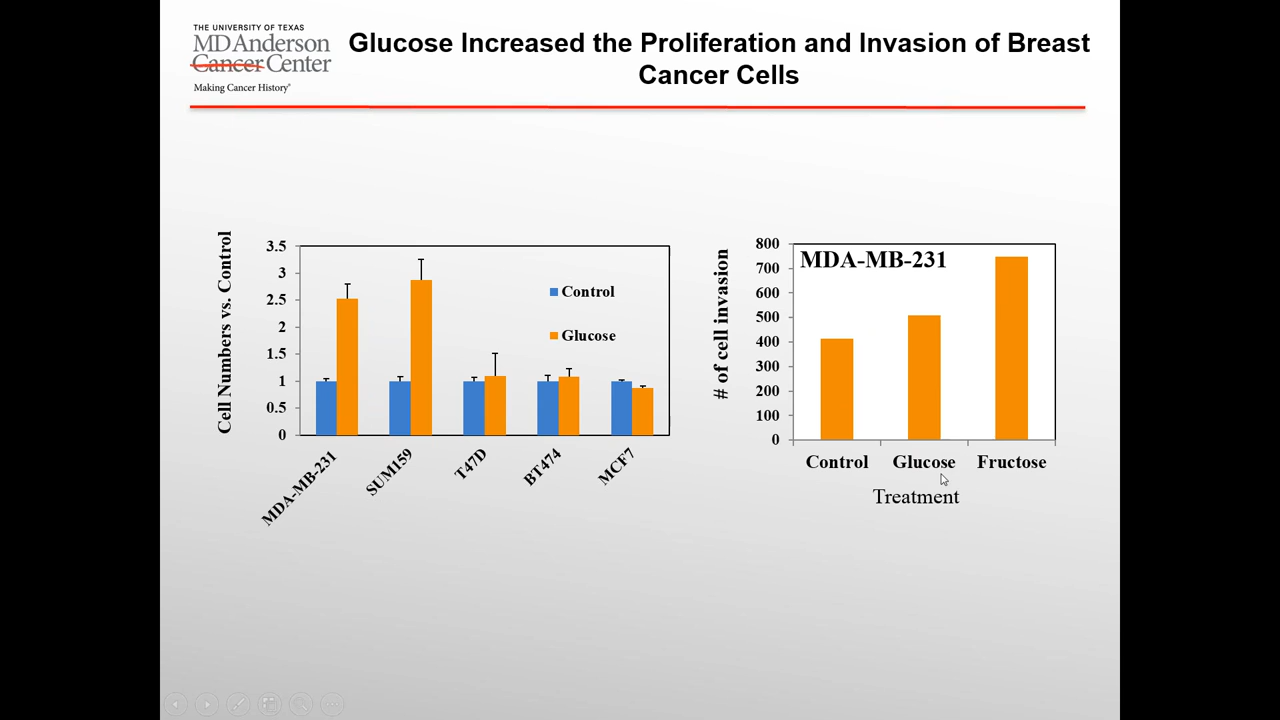 THE UNIVERSITY OF TEXAS
MD Anderson
Cancer Center
Making Cancer History®
Glucose Increased the Proliferation and Invasion of Breast
Cancer Cells
Cell Numbers vs. Control
3.5
3
2.5
2
1.5
1
0.5
0
Control
Glucose
MDA-MB-231
SUM159
T47D
BT474
MCF7
# of cell invasion
800
700
600
500
400
300
200
100
0
MDA-MB-231
Control
Glucose
Fructose
Treatment